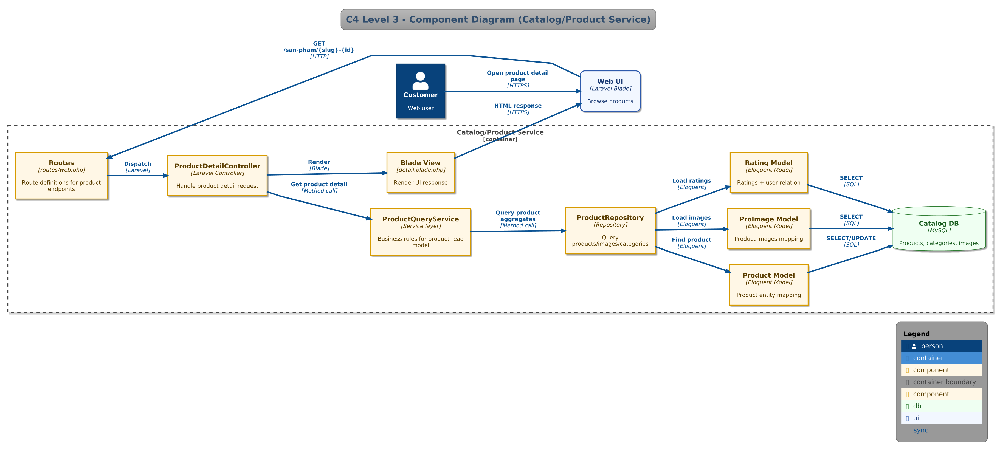 C4 Level 3 - Component Diagram (Catalog/Product Service)
GET
/san-pham/{slug}-{id}
[HTTP]
Customer
Web user
Open product detail
page
[HTTPS]
HTML response
[HTTPS]
Web UI
[Laravel Blade]
Browse products
Catalog/Product Service
[container]
Routes
[routes/web.php]
Route definitions for product
endpoints
Dispatch
[Laravel]
ProductDetailController
[Laravel Controller]
Handle product detail request
Render
[Blade]
Get product detail
[Method call]
Blade View
[detail.blade.php]
Render UI response
ProductQueryService
[Service layer]
Business rules for product read
model
Query product
aggregates
[Method call]
ProductRepository
[Repository]
Query
products/images/categories
Load ratings
[Eloquent]
Load images
[Eloquent]
Find product
[Eloquent]
Rating Model
[Eloquent Model]
Ratings + user relation
ProImage Model
[Eloquent Model]
Product images mapping
Product Model
[Eloquent Model]
Product entity mapping
SELECT
[SQL]
SELECT
[SQL]
SELECT/UPDATE
[SQL]
Catalog DB
[MySQL]
Products, categories, images
Legend
person
container
component
container boundary
component
db
ui
sync